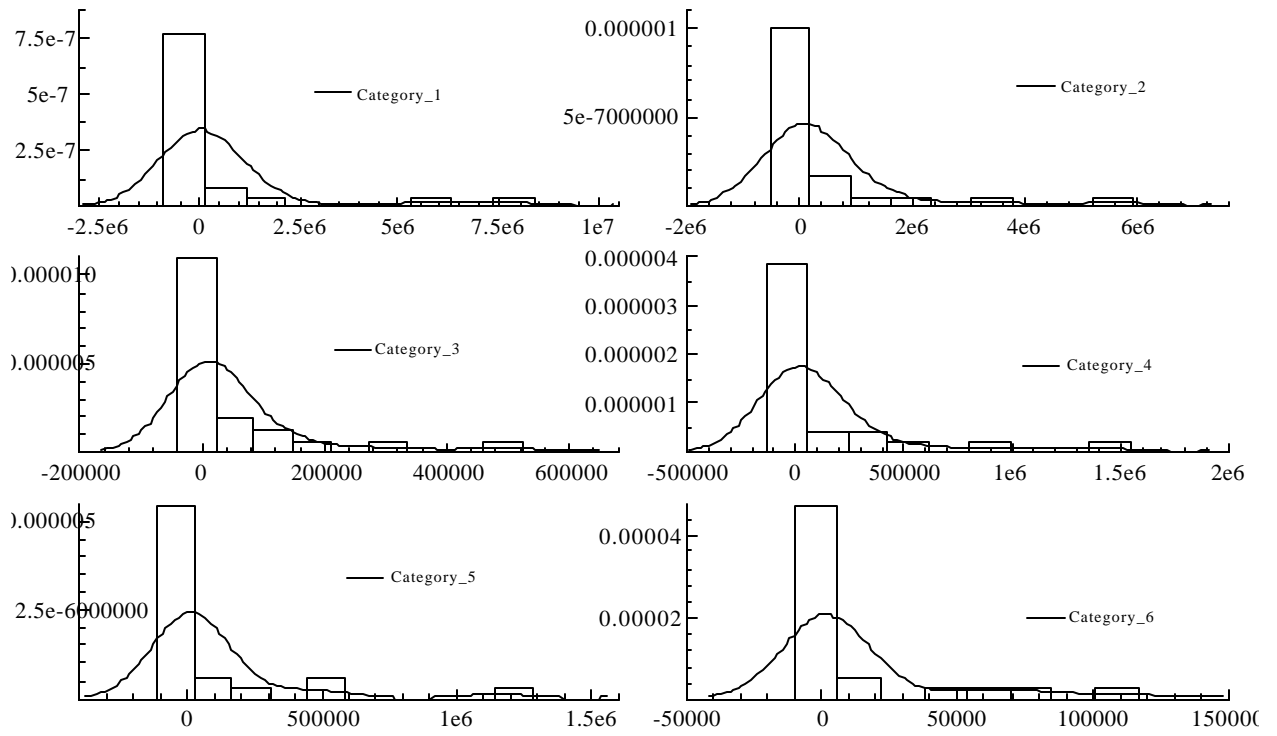 7.5e-7
5e-7
2.5e-7
Category_1
-2.5e6 0 2.5e6 5e6 7.5e6 1e7
0.000001
5e-7000000
Category_2
-2e6 0 2e6 4e6 6e6
0.000010
0.000005
Category_3
-200000 0 200000 400000 600000
0.000004
0.000003
0.000002
0.000001
Category_4
-500000 0 500000 1e6 1.5e6 2e6
0.000005
2.5e-6000000
Category_5
0 500000 1e6 1.5e6
0.00004
0.00002
Category_6
-50000 0 50000 100000 150000